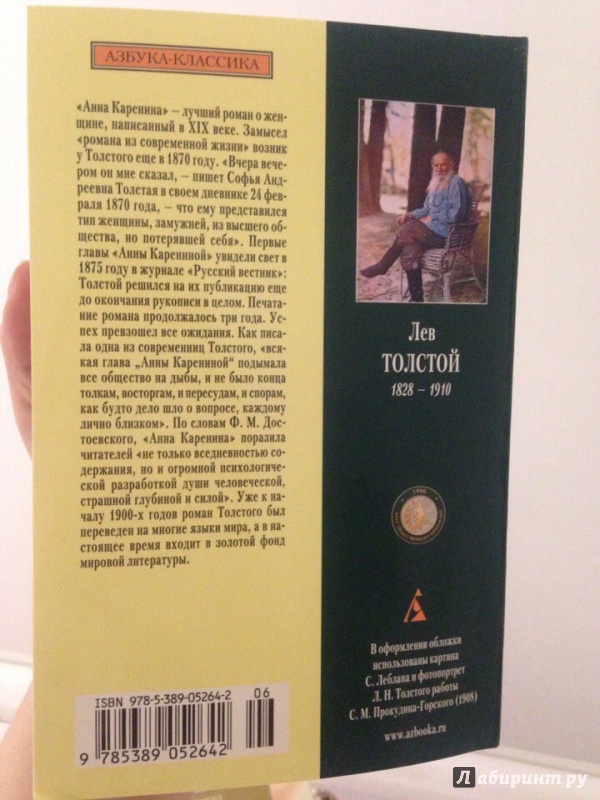 АЗБУКА-КЛАССИКА
«Анна Каренина» – лучший роман о жен-
щине, написанный в XIX веке. Замысел
«романа из современной жизни» возник
у Толстого еще в 1870 году. «Вчера вече-
ром он мне сказал, – пишет Софья Анд-
реевна Толстая в своем дневнике 24 фев-
раля 1870 года, – что ему представился
тип женщины, замужней, из высшего об-
щества, но потерявшей себя». Первые
главы «Анны Карениной» увидели свет в
1875 году в журнале «Русский вестник»:
Толстой решился на их публикацию еще
до окончания рукописи в целом. Печата-
ние романа продолжалось три года. Ус-
пех превзошел все ожидания. Как писа-
ла одна из современниц Толстого, «вся-
кая глава „Анны Карениной“ подымала
все общество на дыбы, и не было конца
толкам, восторгам, и пересудам, и спорам,
как будто дело шло о вопросе, каждому
лично близком». По словам Ф. М. Дос-
тоевского, «Анна Каренина» поразила
читателей «не только вседневностью со-
держания, но и огромной психологиче-
ской разработкой души человеческой,
страшной глубиной и силой». Уже к на-
чалу 1900-х годов роман Толстого был
переведен на многие языки мира, а в на-
стоящее время входит в золотой фонд
мировой литературы.
ISBN 978-5-389-05264-2
06
9 785389 052642
Лев
ТОЛСТОЙ
1828 – 1910
В оформлении обложки
использованы картина
С. Леблана и фотопортрет
Л. Н. Толстого работы
С. М. Прокудина-Горского (1908)
www.azbooka.ru
Лабиринт.ру